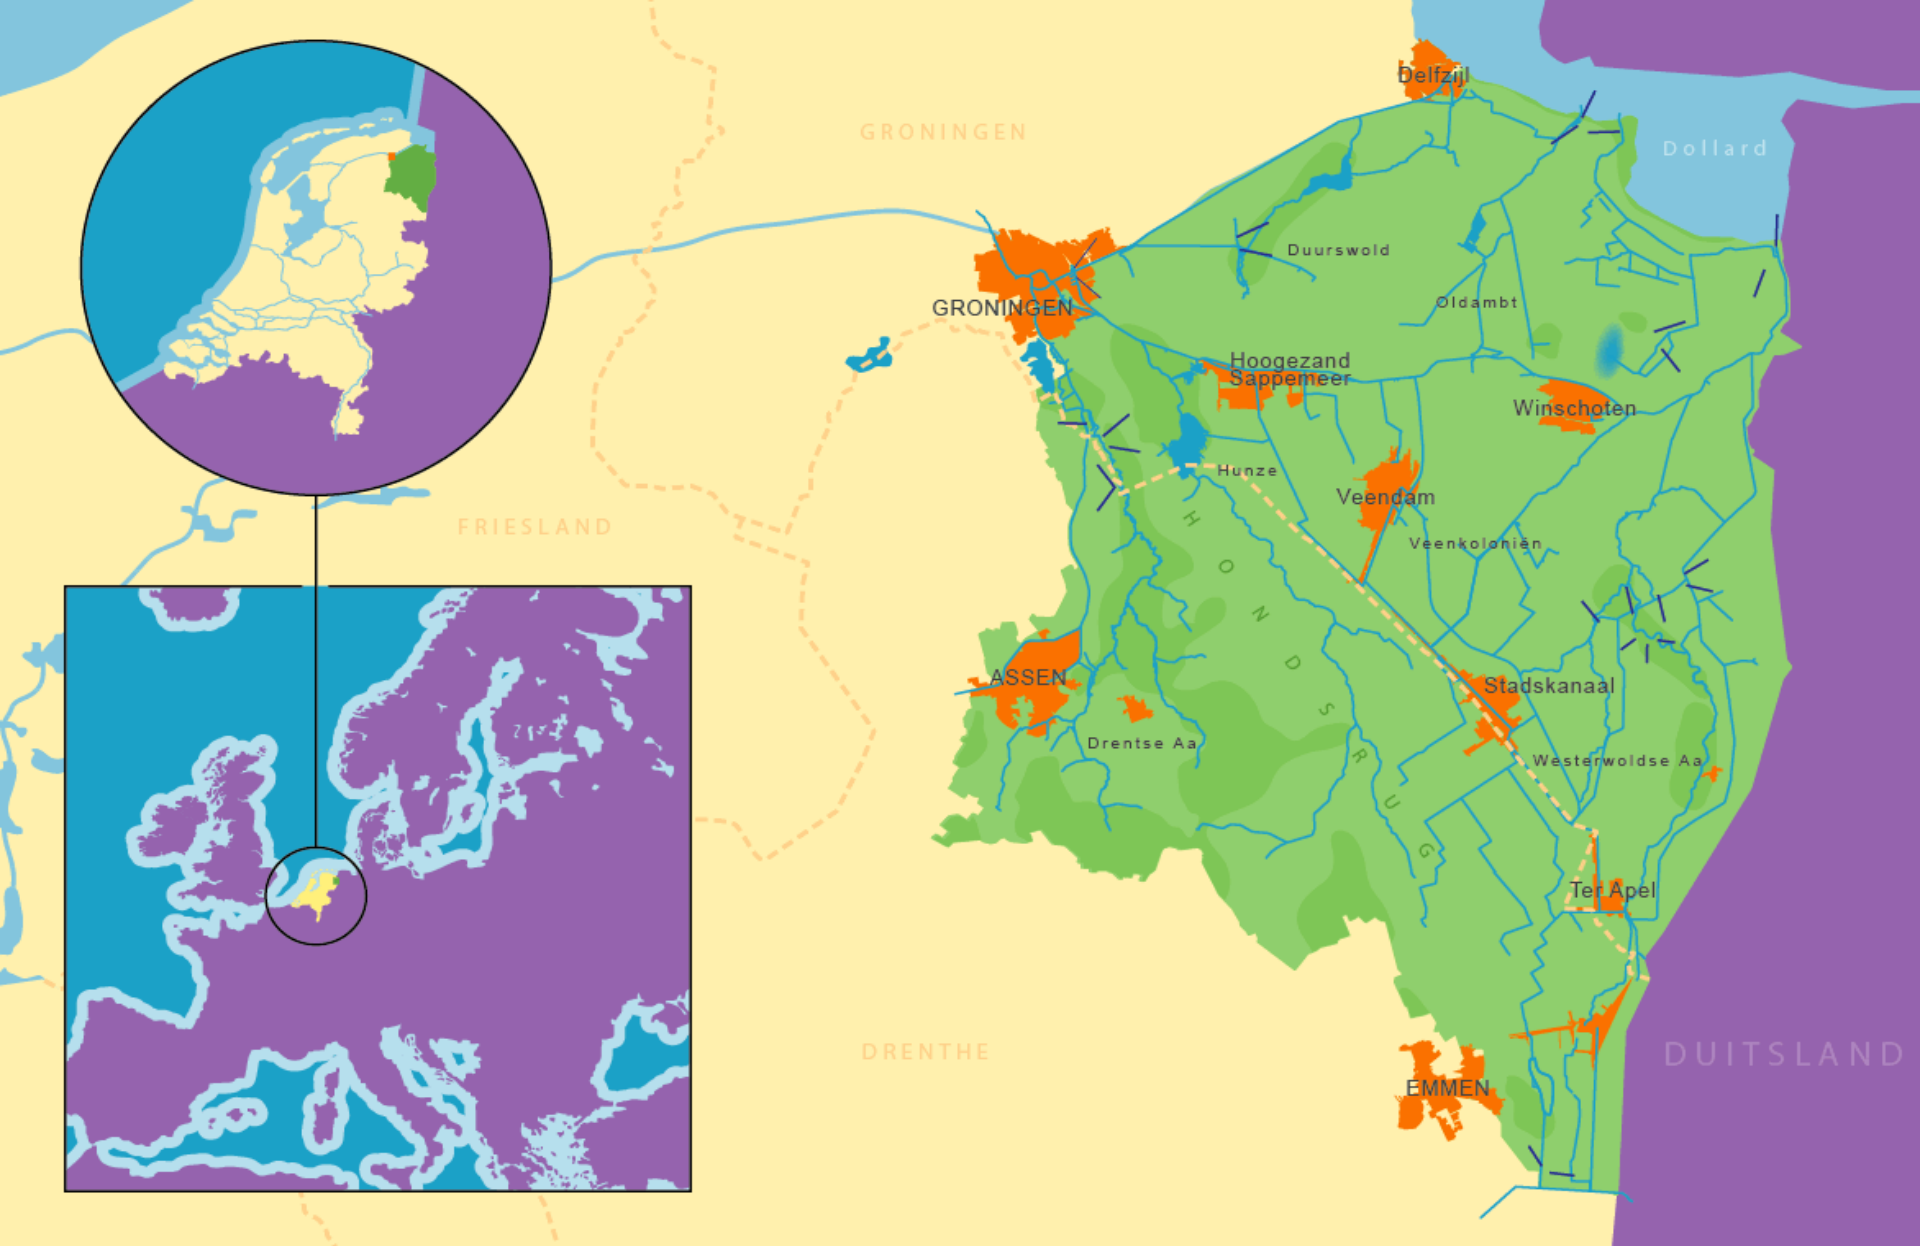 Delfzijl
GRONINGEN
Dollard
Duurswold
Oldambt
GRONINGEN
Hoogezand
Sappemeer
Winschoten
Hunze
Veendam
FRIESLAND
Veenkoloniën
HONDSRUG
ASSEN
Stadskanaal
Drentse Aa
Westerwoldse Aa
Ter Apel
DRENTHE
DUITSLAND
EMMEN